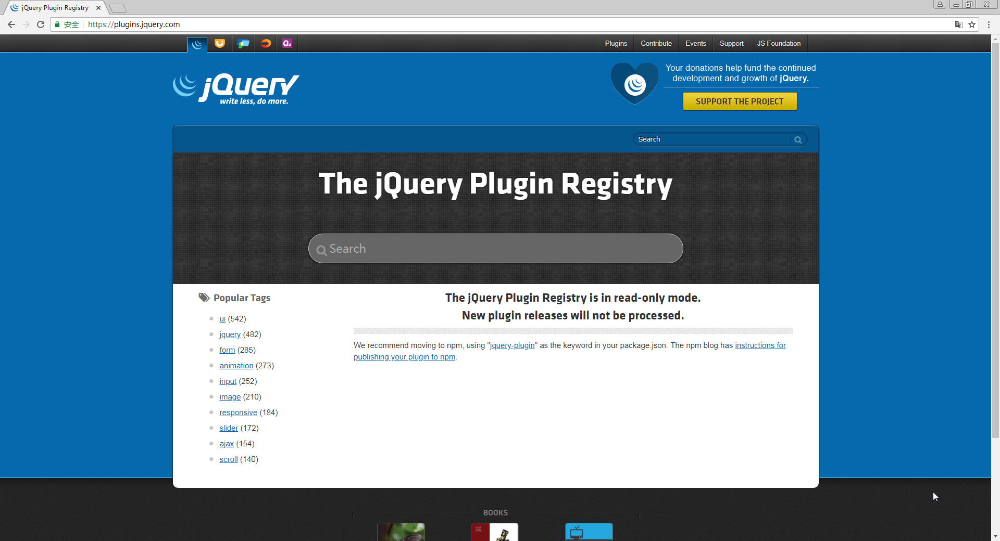 jQuery Plugin Registry
安全 https://plugins.jquery.com
Qu
Plugins Contribute Events Support JS Foundation
jQuery
write less, do more.
Your donations help fund the continued
development and growth of jQuery.
SUPPORT THE PROJECT
Search
The jQuery Plugin Registry
Search
Popular Tags
ui (542)
jquery (482)
form (285)
animation (273)
input (252)
image (210)
responsive (184)
slider (172)
ajax (154)
scroll (140)
The jQuery Plugin Registry is in read-only mode.
New plugin releases will not be processed.
We recommend moving to npm, using "jquery-plugin" as the keyword in your package.json. The npm blog has instructions for
publishing your plugin to npm.
BOOKS